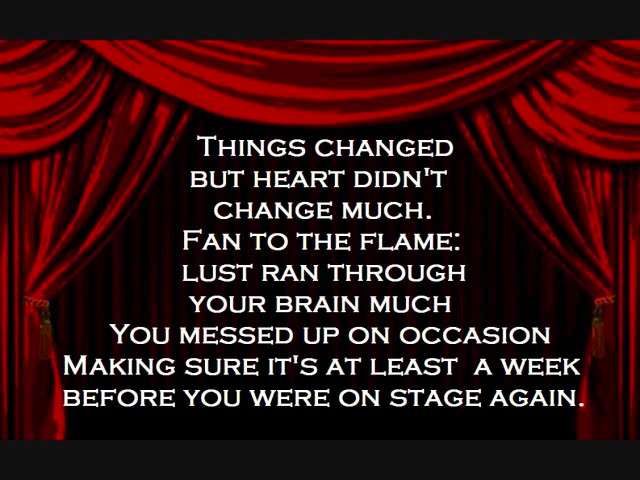 Things changed
but heart didn't
change much.
Fan to the flame:
lust ran through
your brain much
You messed up on occasion
Making sure it's at least a week
before you were on stage again.